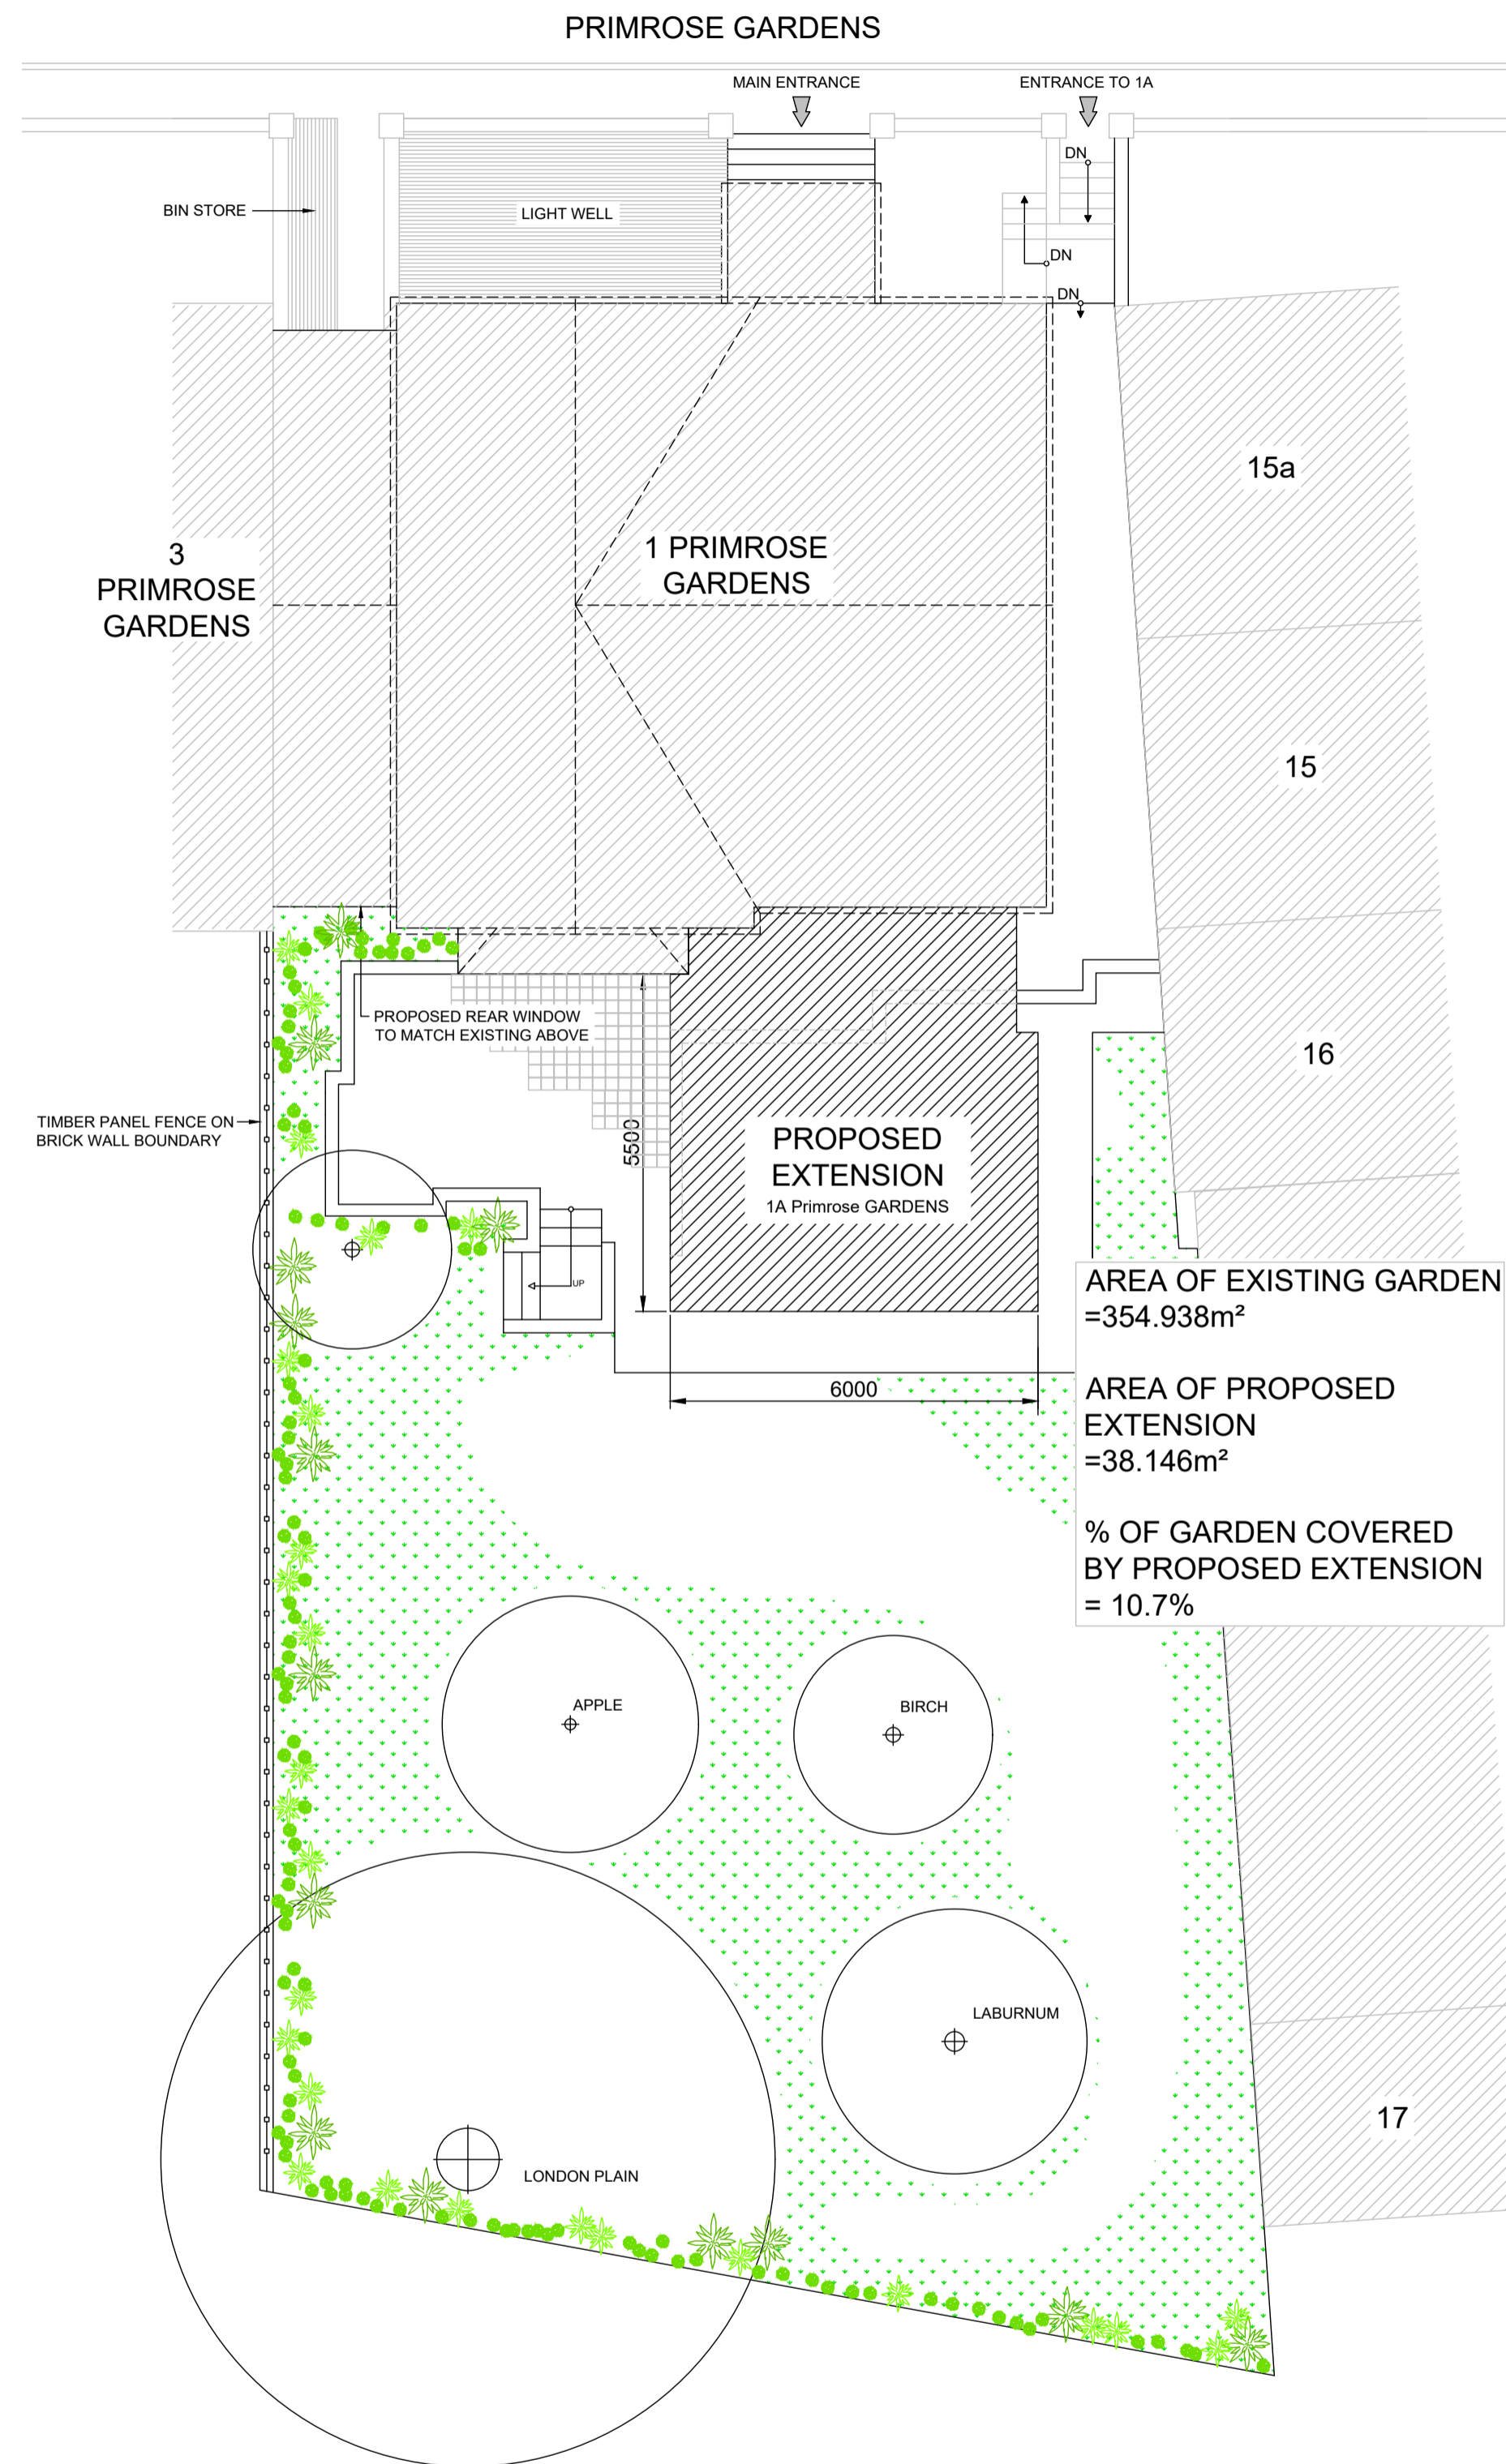 PRIMROSE GARDENS
MAIN ENTRANCE
ENTRANCE TO 1A
DN
BIN STORE
LIGHT WELL
DN
DN
15a
1 PRIMROSE
GARDENS
3
PRIMROSE
GARDENS
15
PROPOSED REAR WINDOW
TO MATCH EXISTING ABOVE
16
TIMBER PANEL FENCE ON
BRICK WALL BOUNDARY
5500
PROPOSED
EXTENSION
1A Primrose GARDENS
UP
AREA OF EXISTING GARDEN
=354.938m²
6000
AREA OF PROPOSED
EXTENSION
=38.146m²
% OF GARDEN COVERED
BY PROPOSED EXTENSION
= 10.7%
APPLE
BIRCH
LABURNUM
17
LONDON PLAIN